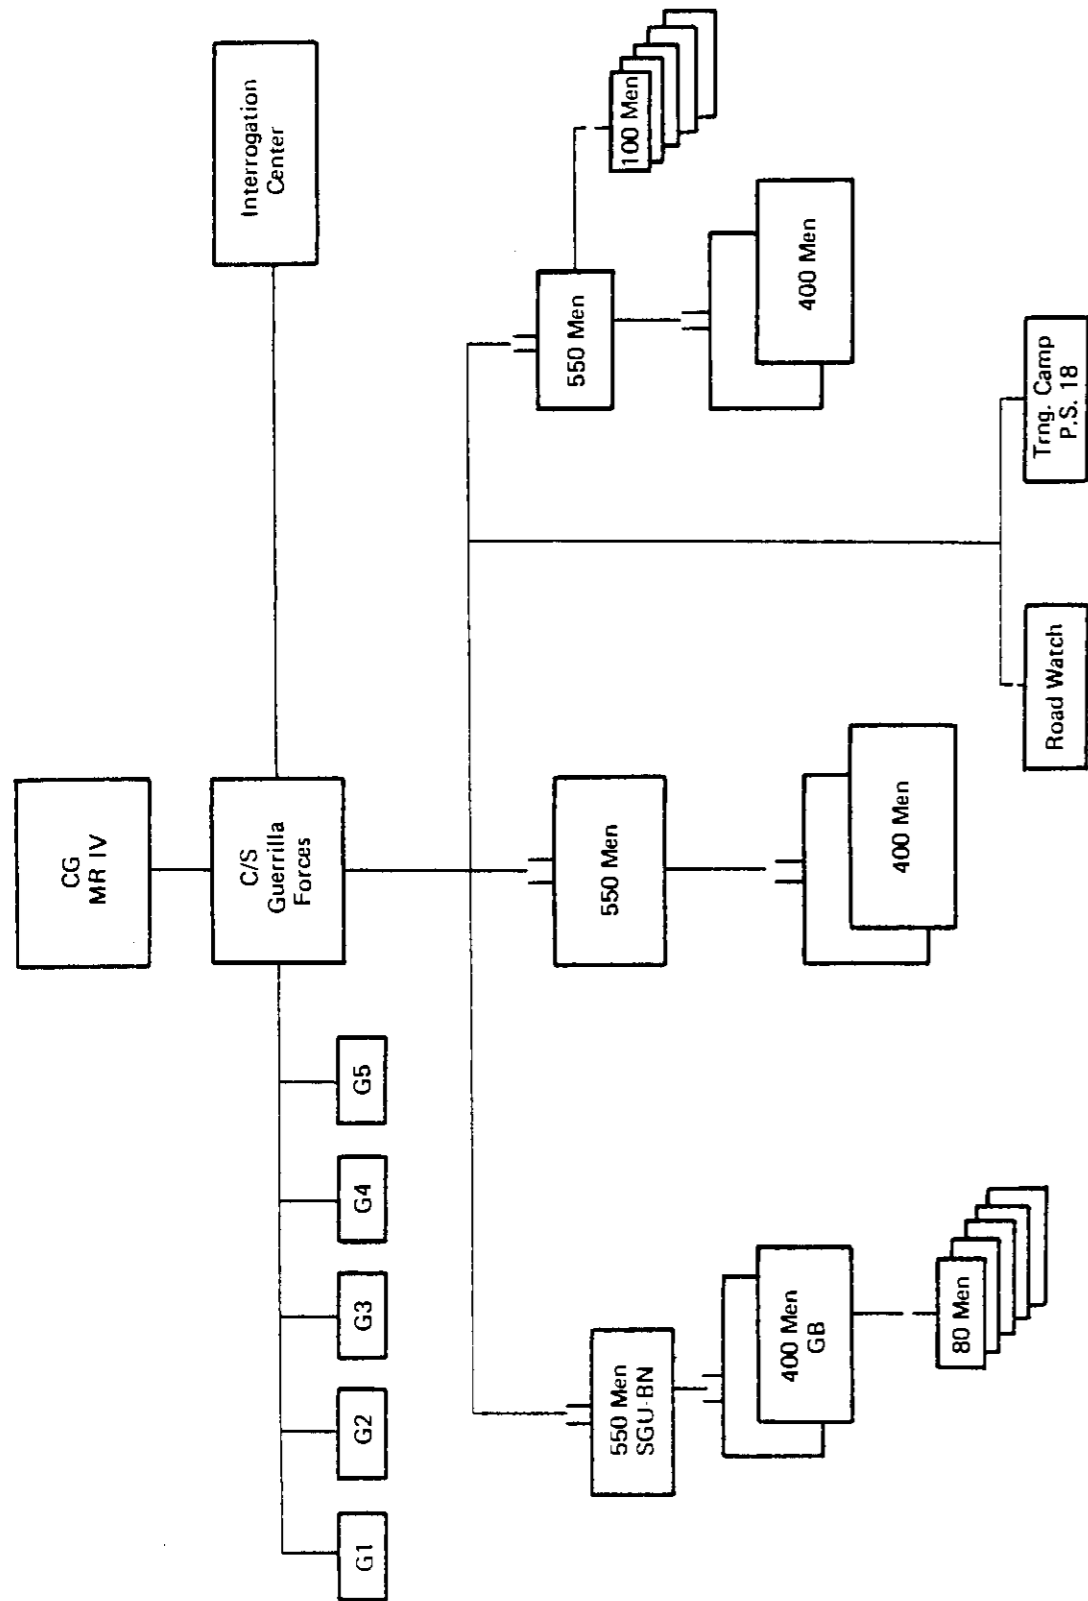 CG
MR IV
C/S
Guerrilla
Forces
Interrogation
Center
G1
G2
G3
G4
G5
550 Men
SGU-BN
400 Men
GB
80 Men
550 Men
400 Men
550 Men
100 Men
400 Men
Road Watch
Trng. Camp
P.S. 18